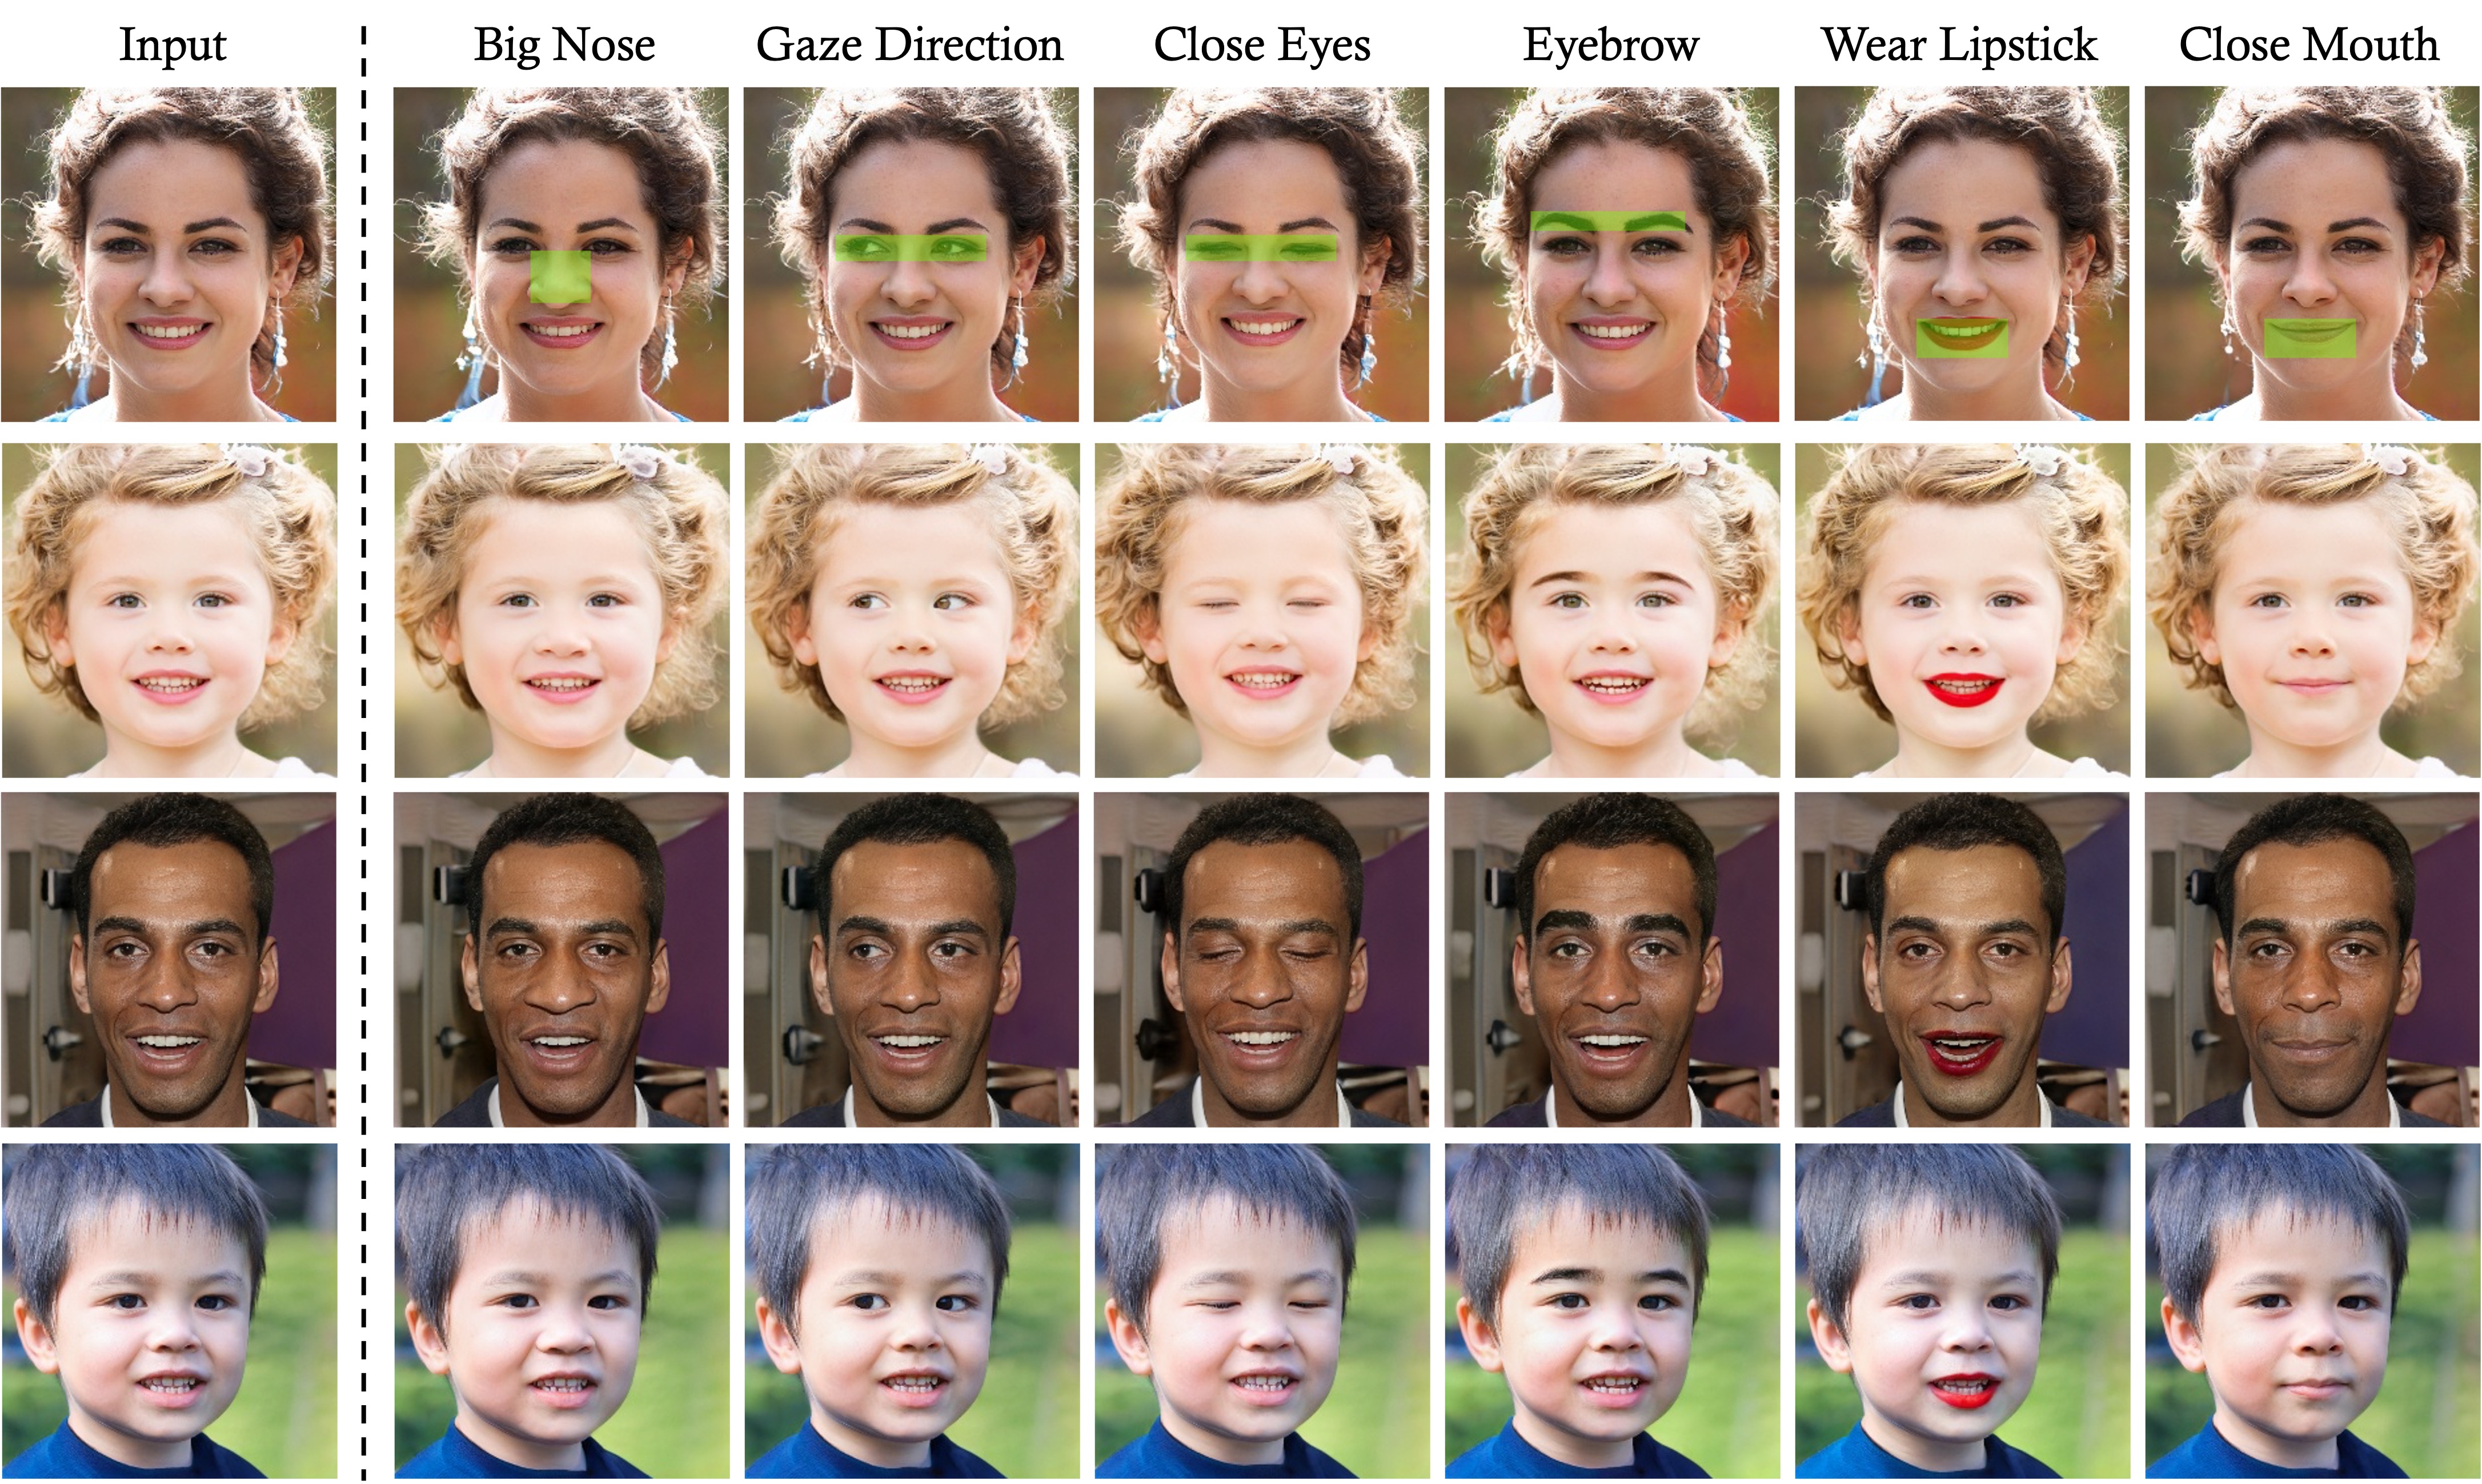 Input
Big Nose
Gaze Direction
Close Eyes
Eyebrow
Wear Lipstick
Close Mouth